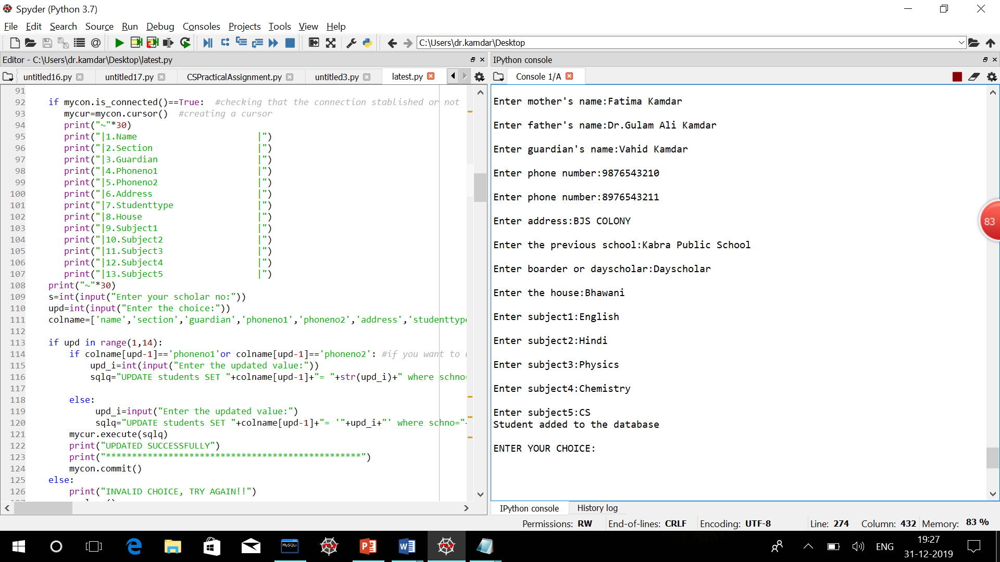 Spyder (Python 3.7)
File Edit Search Source Run Debug Consoles Projects Tools View Help
C:\Users\dr.kamdar\Desktop
Editor - C:\Users\dr.kamdar\Desktop\latest.py
untitled16.py untitled17.py CSPracticalAssignment.py untitled3.py latest.py
91
92 if mycon.is_connected()==True: #checking that the connection stablished or not
93 mycur=mycon.cursor() #creating a cursor
94 print("~"*30)
95 print("|1.Name |")
96 print("|2.Section |")
97 print("|3.Guardian |")
98 print("|4.Phoneno1 |")
99 print("|5.Phoneno2 |")
100 print("|6.Address |")
101 print("|7.Studenttype |")
102 print("|8.House |")
103 print("|9.Subject1 |")
104 print("|10.Subject2 |")
105 print("|11.Subject3 |")
106 print("|12.Subject4 |")
107 print("|13.Subject5 |")
108 print("~"*30)
109 s=int(input("Enter your scholar no:"))
110 upd=int(input("Enter the choice:"))
111 colname=['name','section','guardian','phoneno1','phoneno2','address','studenttype
112
113 if upd in range(1,14):
114 if colname[upd-1]=='phoneno1'or colname[upd-1]=='phoneno2': #if you want to
115 upd_i=int(input("Enter the updated value:"))
116 sqlq="UPDATE students SET "+colname[upd-1]+"= "+str(upd_i)+" where schno=
117
118 else:
119 upd_i=input("Enter the updated value:")
120 sqlq="UPDATE students SET "+colname[upd-1]+"= '"+upd_i+"' where schno="
121 mycur.execute(sqlq)
122 print("UPDATED SUCCESSFULLY")
123 print("*************************************************")
124 mycon.commit()
125 else:
126 print("INVALID CHOICE, TRY AGAIN!!")
IPython console
Console 1/A
Enter mother's name:Fatima Kamdar
Enter father's name:Dr.Gulam Ali Kamdar
Enter guardian's name:Vahid Kamdar
Enter phone number:9876543210
Enter phone number:8976543211
Enter address:BJS COLONY
Enter the previous school:Kabra Public School
Enter boarder or dayscholar:Dayscholar
Enter the house:Bhawani
Enter subject1:English
Enter subject2:Hindi
Enter subject3:Physics
Enter subject4:Chemistry
Enter subject5:CS
Student added to the database
ENTER YOUR CHOICE:
83
IPython console History log
Permissions: RW End-of-lines: CRLF Encoding: UTF-8 Line: 274 Column: 432 Memory: 83 %
MySQL
ENG
19:27
31-12-2019